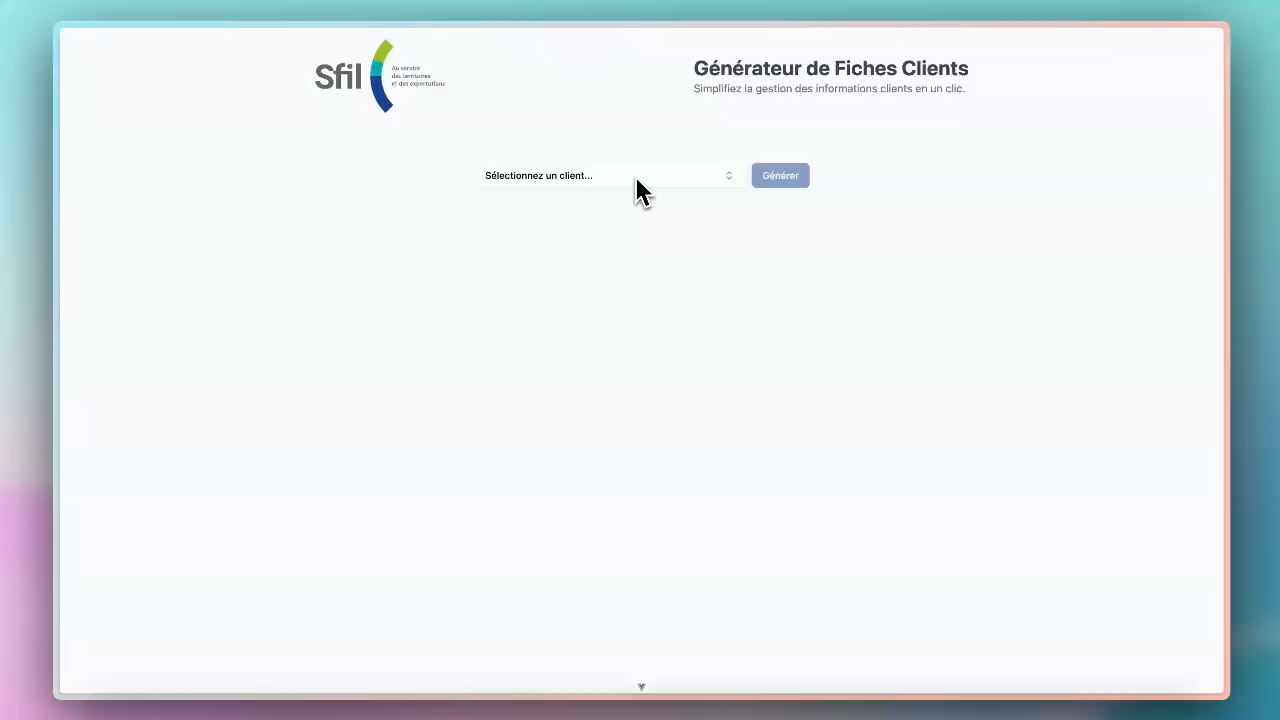 Sfil
Au service
des territoires
et des exportations
Générateur de Fiches Clients
Simplifiez la gestion des informations clients en un clic.
Sélectionnez un client...
Générer